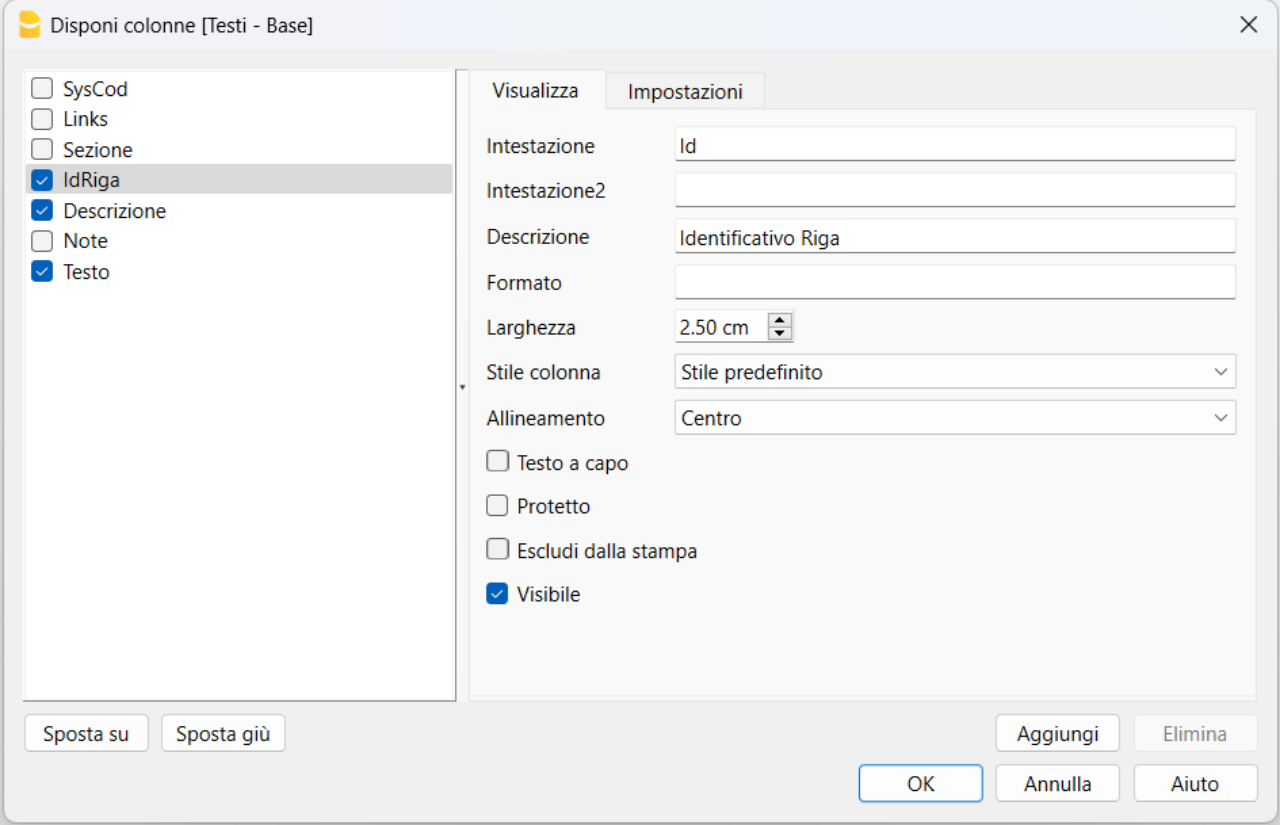 Disponi colonne [Testi - Base]
SysCod
Links
Sezione
IdRiga
Descrizione
Note
Testo
Visualizza
Impostazioni
Intestazione
Id
Intestazione2
Descrizione
Identificativo Riga
Formato
Larghezza
2.50 cm
Stile colonna
Stile predefinito
Allineamento
Centro
Testo a capo
Protetto
Escludi dalla stampa
Visibile
Sposta su
Sposta giù
Aggiungi
Elimina
OK
Annulla
Aiuto